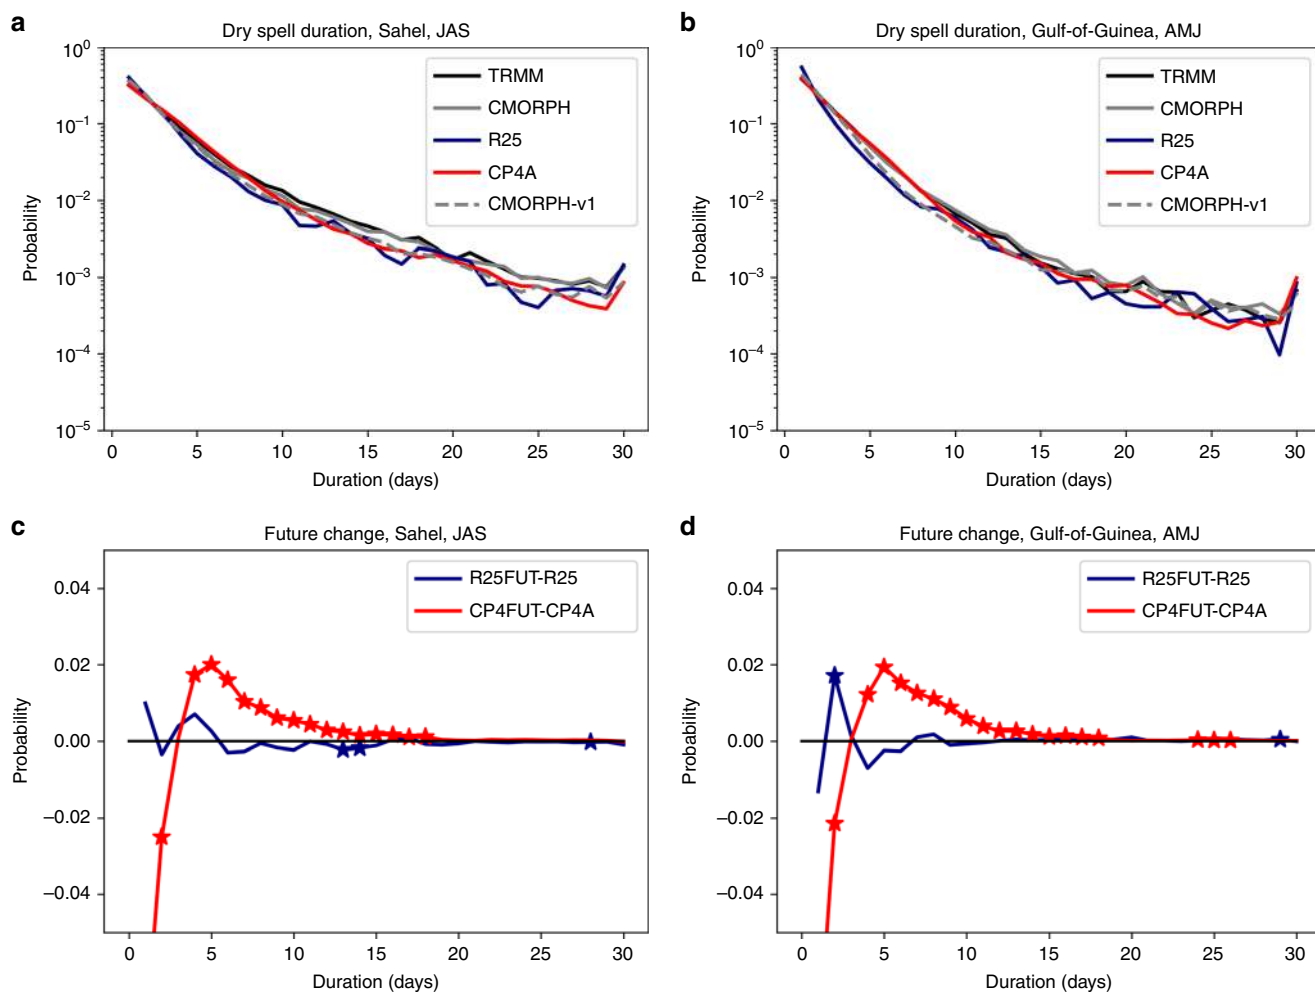 a
Dry spell duration, Sahel, JAS
10⁰
10⁻¹
10⁻²
10⁻³
10⁻⁴
10⁻⁵
Probability
TRMM
CMORPH
R25
CP4A
CMORPH-v1
0 5 10 15 20 25 30
Duration (days)
b
Dry spell duration, Gulf-of-Guinea, AMJ
10⁰
10⁻¹
10⁻²
10⁻³
10⁻⁴
10⁻⁵
Probability
TRMM
CMORPH
R25
CP4A
CMORPH-v1
0 5 10 15 20 25 30
Duration (days)
c
Future change, Sahel, JAS
0.04
0.02
0.00
−0.02
−0.04
Probability
R25FUT-R25
CP4FUT-CP4A
0 5 10 15 20 25 30
Duration (days)
d
Future change, Gulf-of-Guinea, AMJ
0.04
0.02
0.00
−0.02
−0.04
Probability
R25FUT-R25
CP4FUT-CP4A
0 5 10 15 20 25 30
Duration (days)